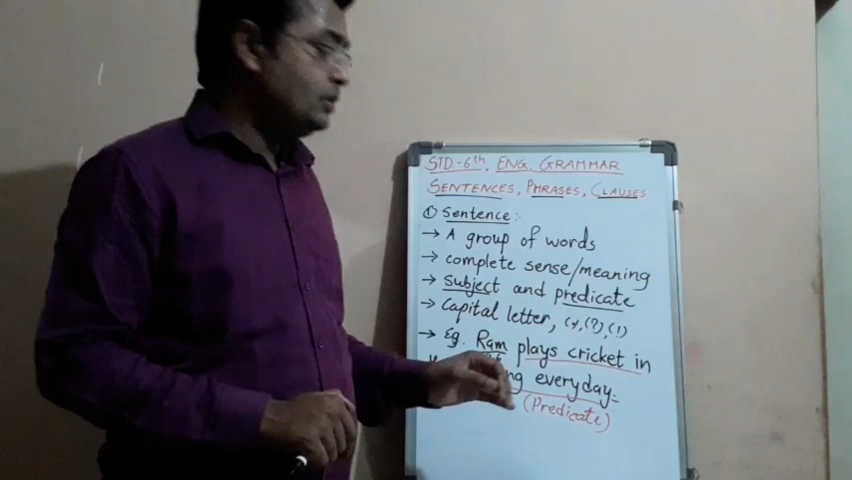 STD.-6th, ENG. GRAMMAR
SENTENCES, PHRASES, CLAUSES
① Sentence:
→ A group of words
→ complete sense/meaning
→ Subject and predicate
→ Capital letter, (.), (?), (!)
→ Eg. Ram plays cricket in
everyday.
(Predicate)